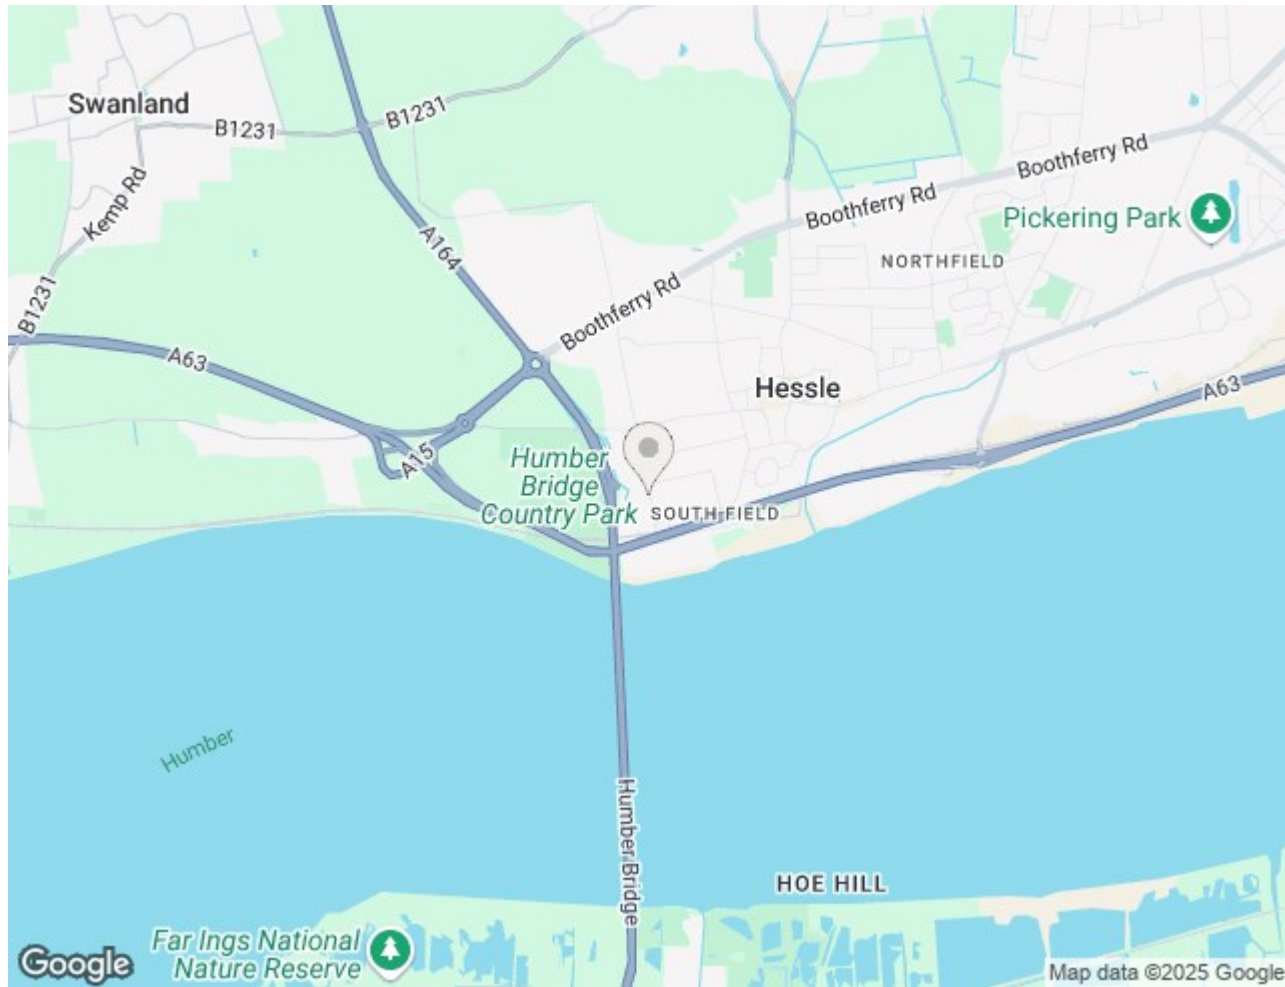 Swanland
B1231
B1231
Boothferry Rd
Boothferry Rd
Kemp Rd
Pickering Park
A164
NORTHFIELD
B1231
Boothferry Rd
A63
Hessle
A63
A15
Humber
Bridge
Country Park
SOUTH FIELD
Humber
Humber Bridge
HOE HILL
Far Ings National
Nature Reserve
Google
Map data ©2025 Google